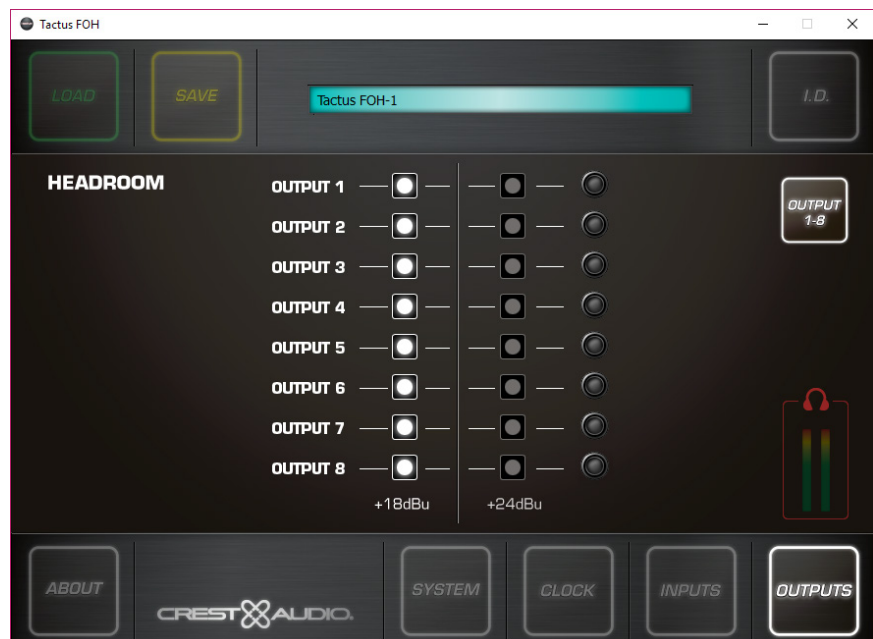 Tactus FOH
LOAD
SAVE
Tactus FOH-1
I.D.
HEADROOM
OUTPUT 1
OUTPUT 2
OUTPUT 3
OUTPUT 4
OUTPUT 5
OUTPUT 6
OUTPUT 7
OUTPUT 8
+18dBu
+24dBu
OUTPUT
1-8
ABOUT
CREST AUDIO.
SYSTEM
CLOCK
INPUTS
OUTPUTS